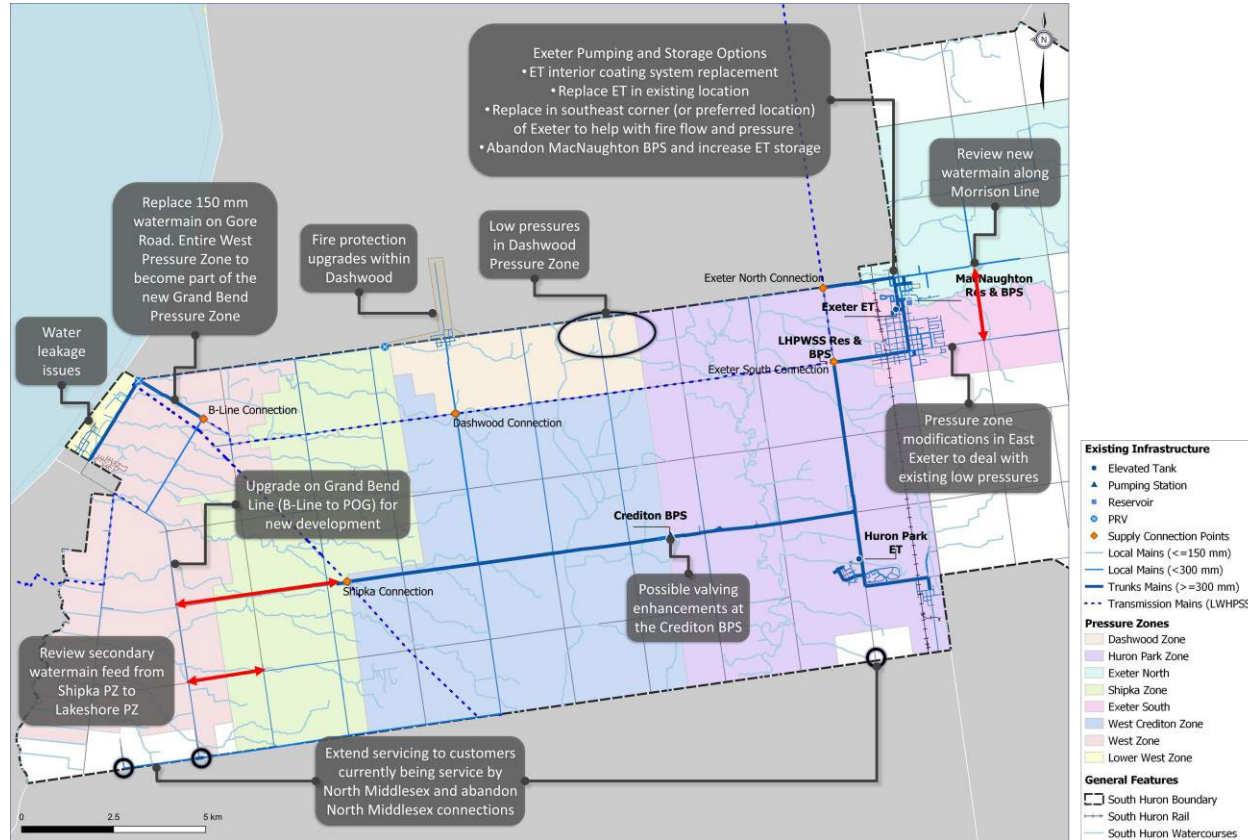 Exeter Pumping and Storage Options
•ET interior coating system replacement
•Replace ET in existing location
•Replace in southeast corner (or preferred location)
of Exeter to help with fire flow and pressure
•Abandon MacNaughton BPS and increase ET storage
N
Review new
watermain along
Morrison Line
Replace 150 mm
watermain on Gore
Road. Entire West
Pressure Zone to
become part of the
new Grand Bend
Pressure Zone
Fire protection
upgrades within
Dashwood
Low pressures
in Dashwood
Pressure Zone
Exeter North Connection
MacNaughton
Res & BPS
Exeter ET
Water
leakage
issues
LHPWSS Res &
BPS
Exeter South Connection
B-Line Connection
Dashwood Connection
Pressure zone
modifications in East
Exeter to deal with
existing low pressures
Upgrade on Grand Bend
Line (B-Line to POG) for
new development
Crediton BPS
Huron Park
ET
Shipka Connection
Possible valving
enhancements at
the Crediton BPS
Review secondary
watermain feed from
Shipka PZ to
Lakeshore PZ
Extend servicing to customers
currently being service by
North Middlesex and abandon
North Middlesex connections
0 2.5 5 km
Existing Infrastructure
Elevated Tank
Pumping Station
Reservoir
PRV
Supply Connection Points
Local Mains (<=150 mm)
Local Mains (<300 mm)
Trunks Mains (>=300 mm)
Transmission Mains (LWHPSS
Pressure Zones
Dashwood Zone
Huron Park Zone
Exeter North
Shipka Zone
Exeter South
West Crediton Zone
West Zone
Lower West Zone
General Features
South Huron Boundary
South Huron Rail
South Huron Watercourses